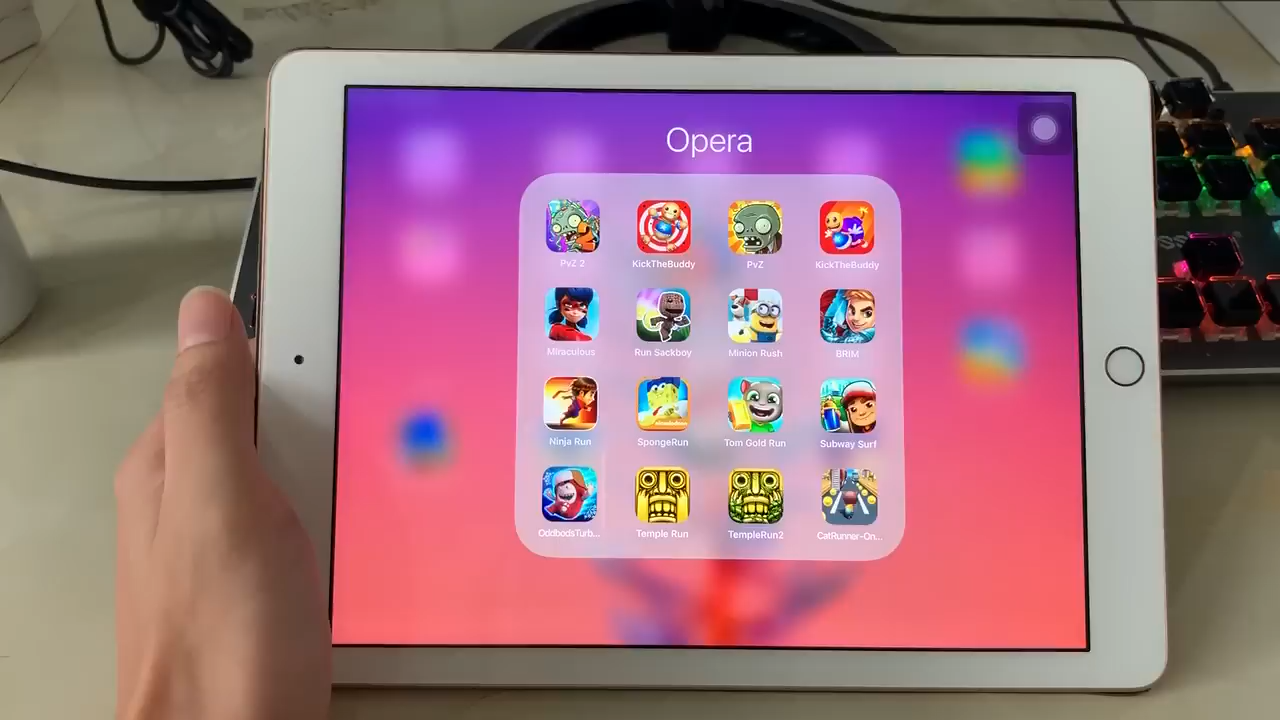 Opera
PvZ 2
KickTheBuddy
PvZ
KickTheBuddy
Miraculous
Run Sackboy
Minion Rush
BRIM
Ninja Run
SpongeRun
Tom Gold Run
Subway Surf
OddbodsTurb...
Temple Run
TempleRun2
CatRunner-On...